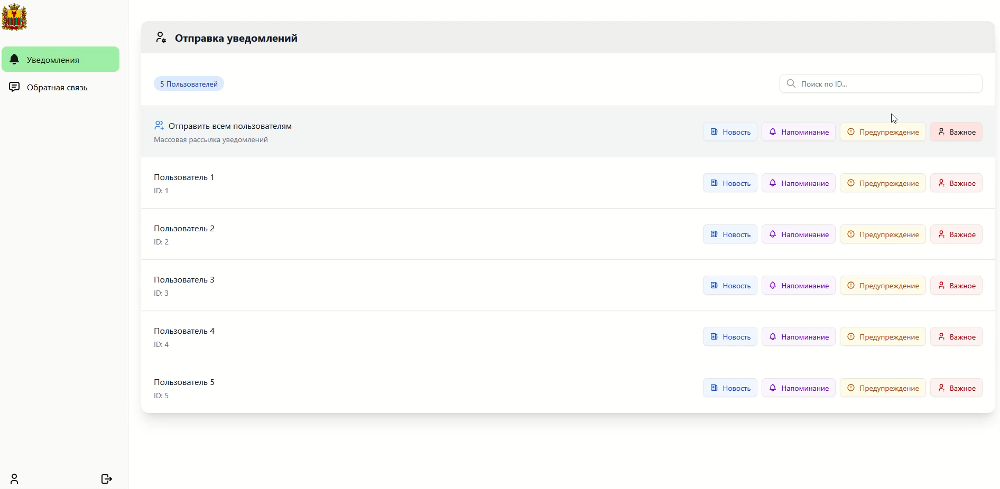 Отправка уведомлений
Уведомления
Обратная связь
5 Пользователей
Поиск по ID...
Отправить всем пользователям
Массовая рассылка уведомлений
Новость Напоминание Предупреждение Важное
Пользователь 1
ID: 1
Новость Напоминание Предупреждение Важное
Пользователь 2
ID: 2
Новость Напоминание Предупреждение Важное
Пользователь 3
ID: 3
Новость Напоминание Предупреждение Важное
Пользователь 4
ID: 4
Новость Напоминание Предупреждение Важное
Пользователь 5
ID: 5
Новость Напоминание Предупреждение Важное